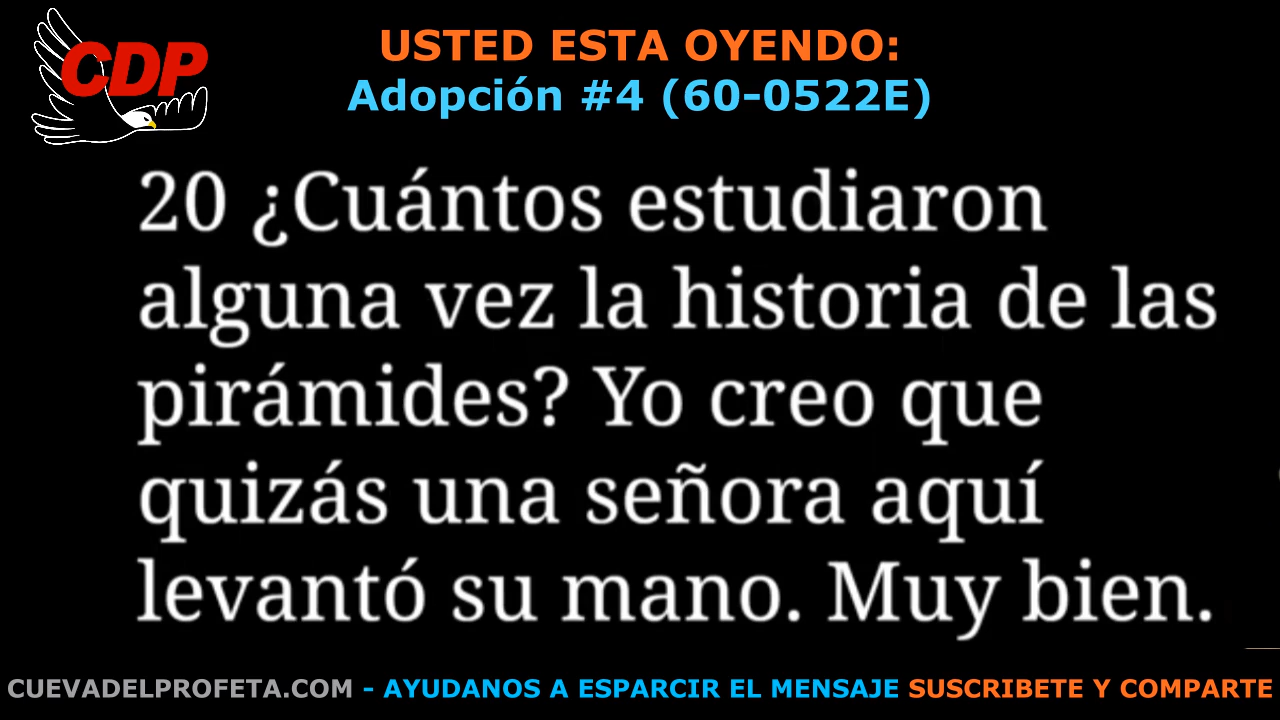 CDP
USTED ESTA OYENDO:
Adopción #4 (60-0522E)
20 ¿Cuántos estudiaron
alguna vez la historia de las
pirámides? Yo creo que
quizás una señora aquí
levantó su mano. Muy bien.
CUEVADELPROFETA.COM - AYUDANOS A ESPARCIR EL MENSAJE SUSCRIBETE Y COMPARTE